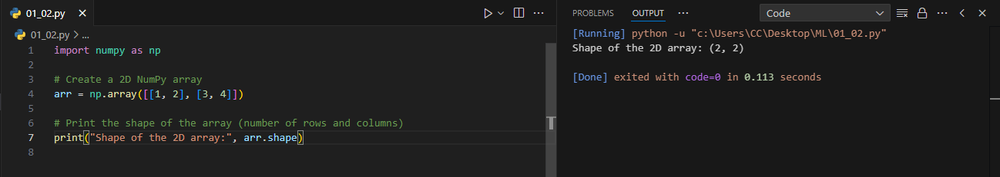 01_02.py
01_02.py > ...
1 import numpy as np
2
3 # Create a 2D NumPy array
4 arr = np.array([[1, 2], [3, 4]])
5
6 # Print the shape of the array (number of rows and columns)
7 print("Shape of the 2D array:", arr.shape)
8
PROBLEMS OUTPUT ... Code
[Running] python -u "c:\Users\CC\Desktop\ML\01_02.py"
Shape of the 2D array: (2, 2)
[Done] exited with code=0 in 0.113 seconds